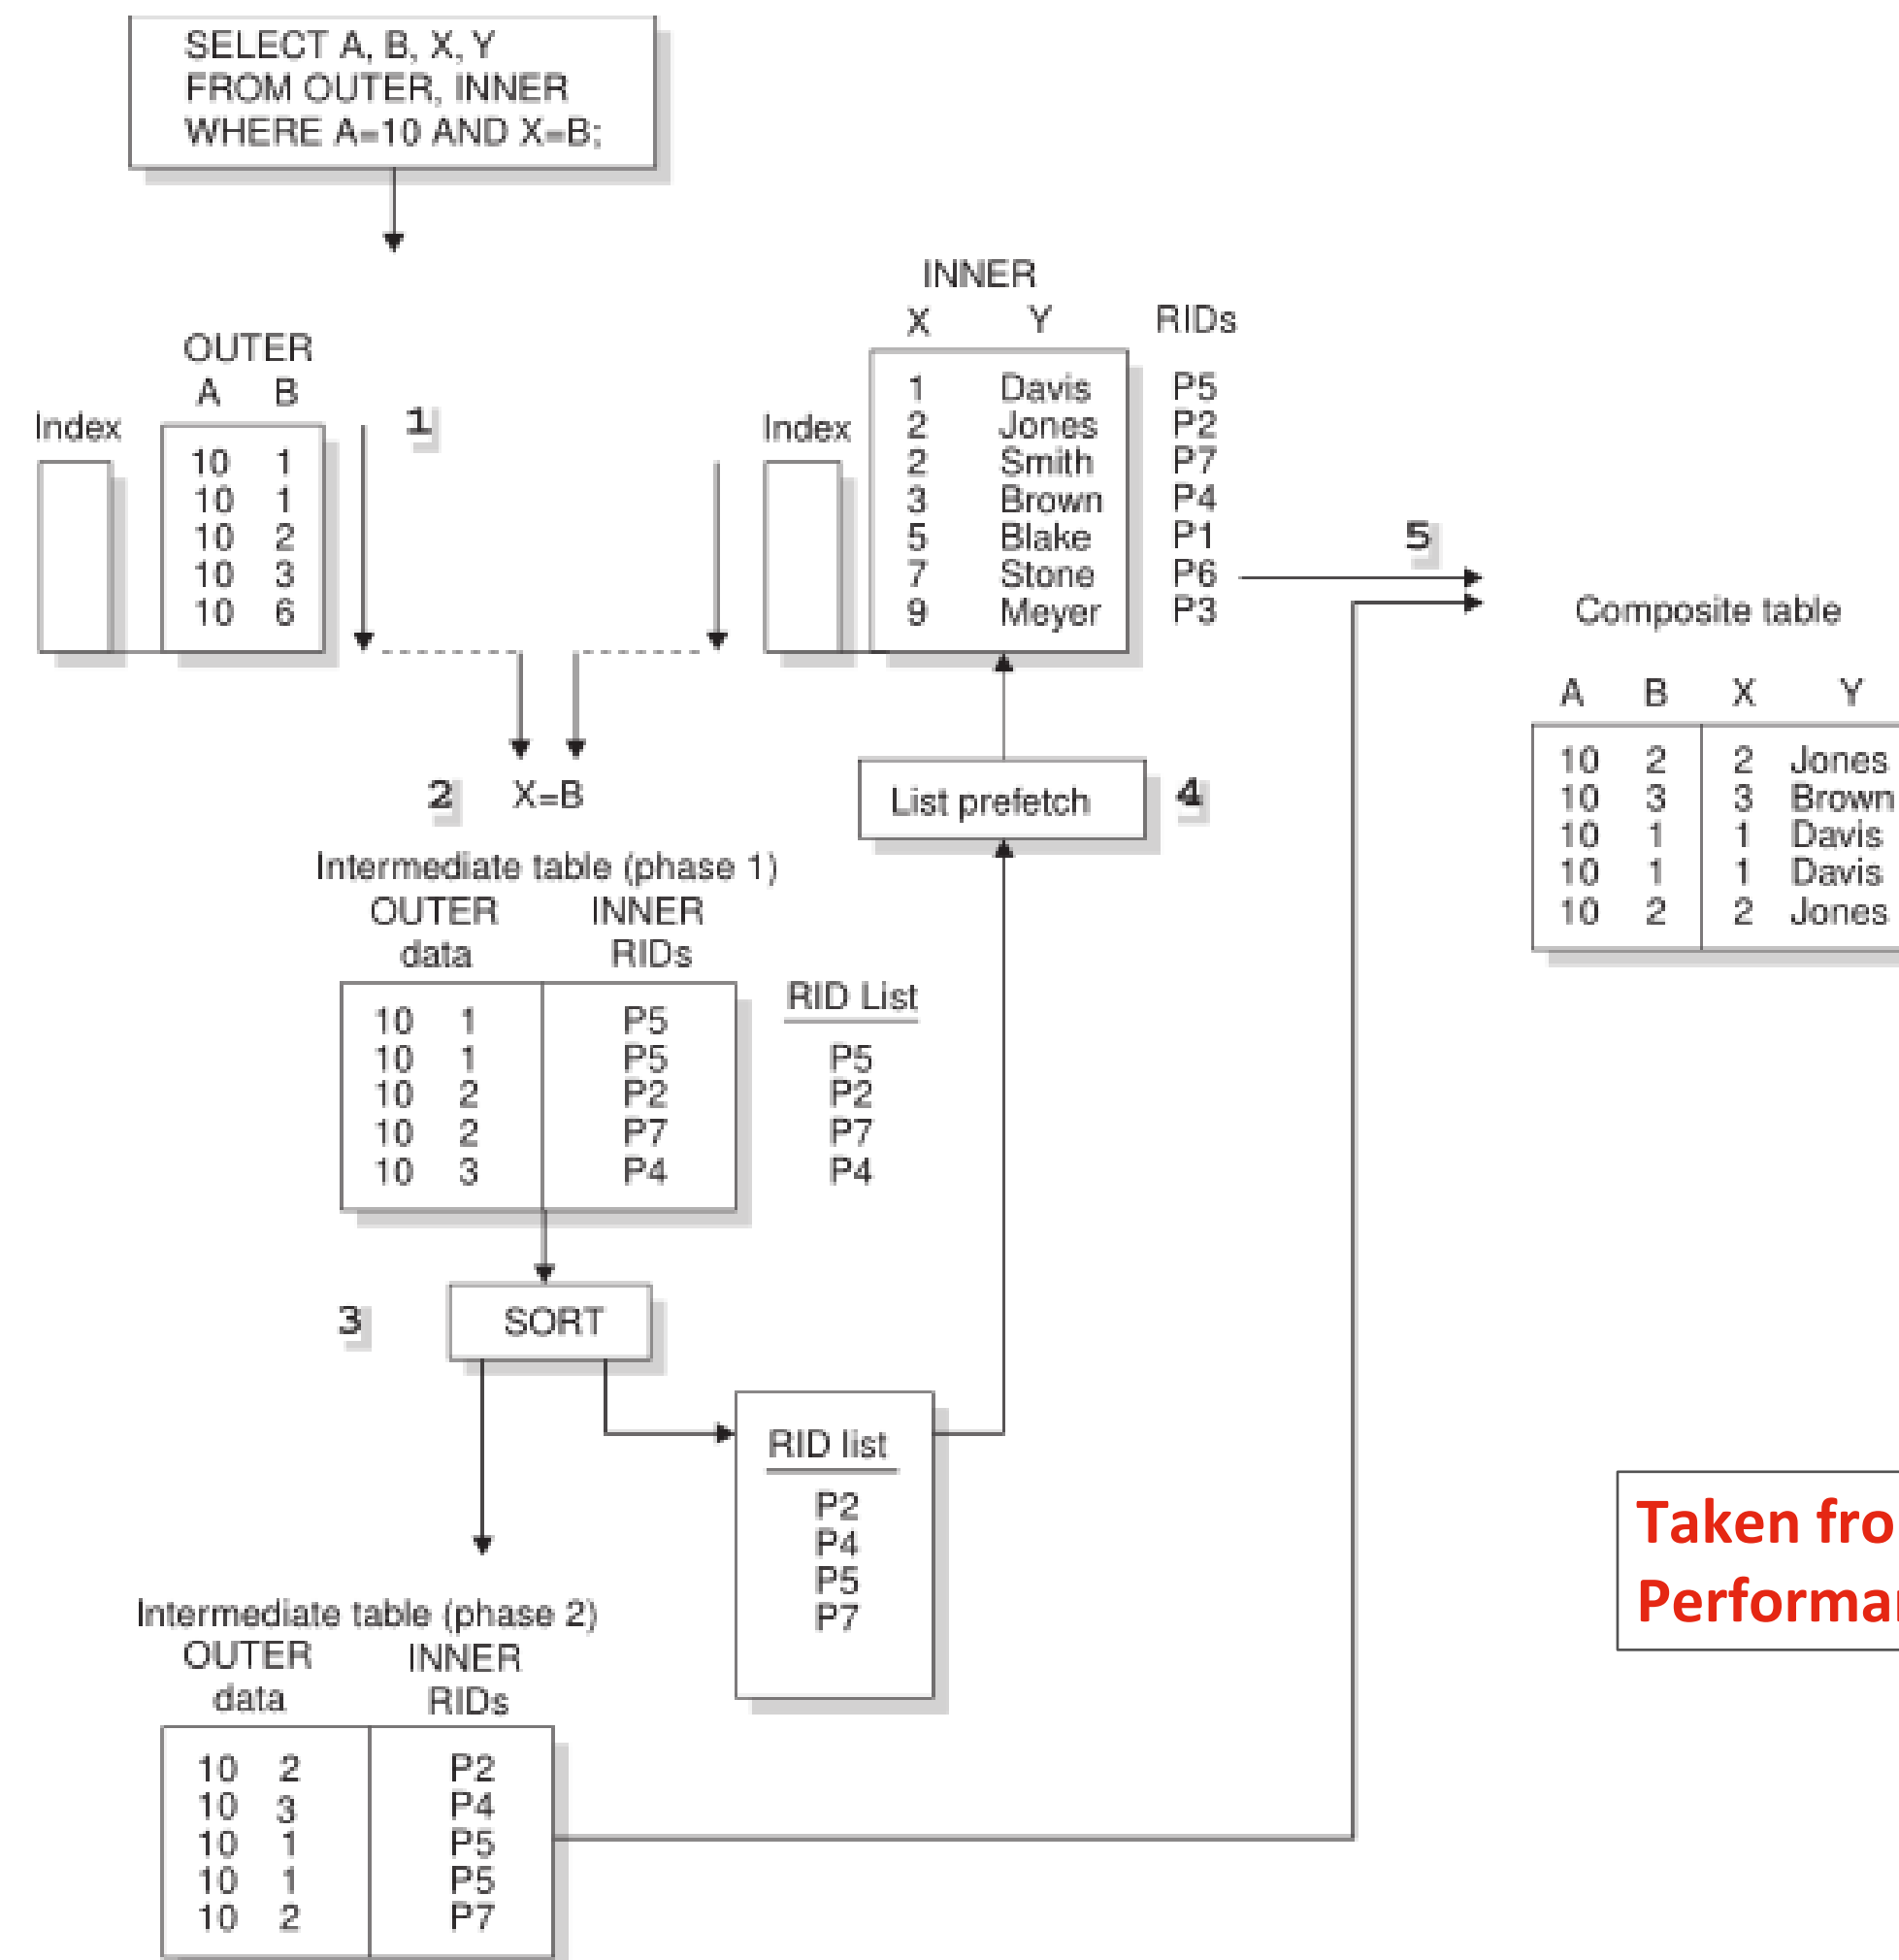 SELECT A, B, X, Y
FROM OUTER, INNER
WHERE A=10 AND X=B;
OUTER
A B
Index
10 1
10 1
10 2
10 3
10 6
1
INNER
X Y RIDs
Index
1 Davis P5
2 Jones P2
2 Smith P7
3 Brown P4
5 Blake P1
7 Stone P6
9 Meyer P3
5
2 X=B
List prefetch 4
Composite table
A B X Y
10 2 2 Jones
10 3 3 Brown
10 1 1 Davis
10 1 1 Davis
10 2 2 Jones
Intermediate table (phase 1)
OUTER INNER
data RIDs
10 1 P5
10 1 P5
10 2 P2
10 2 P7
10 3 P4
RID List
P5
P2
P7
P4
3 SORT
RID list
P2
P4
P5
P7
Intermediate table (phase 2)
OUTER INNER
data RIDs
10 2 P2
10 3 P4
10 1 P5
10 1 P5
10 2 P7
Taken fro
Performa